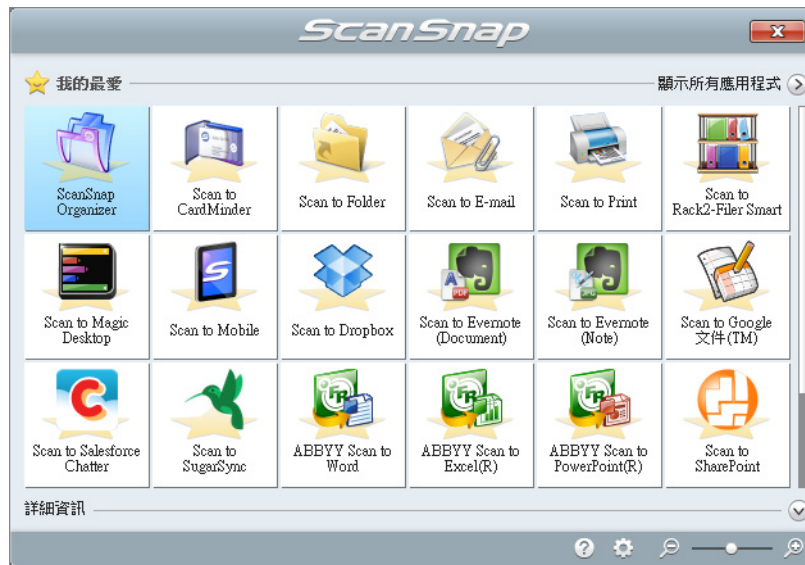 ScanSnap
我的最愛
顯示所有應用程式
ScanSnap
Organizer
Scan to
CardMinder
Scan to Folder
Scan to E-mail
Scan to Print
Scan to
Rack2-Filer Smart
Scan to Magic
Desktop
Scan to Mobile
Scan to Dropbox
Scan to Evernote
(Document)
Scan to Evernote
(Note)
Scan to Google
文件(TM)
Scan to Salesforce
Chatter
Scan to
SugarSync
ABBYY Scan to
Word
ABBYY Scan to
Excel(R)
ABBYY Scan to
PowerPoint(R)
Scan to
SharePoint
詳細資訊